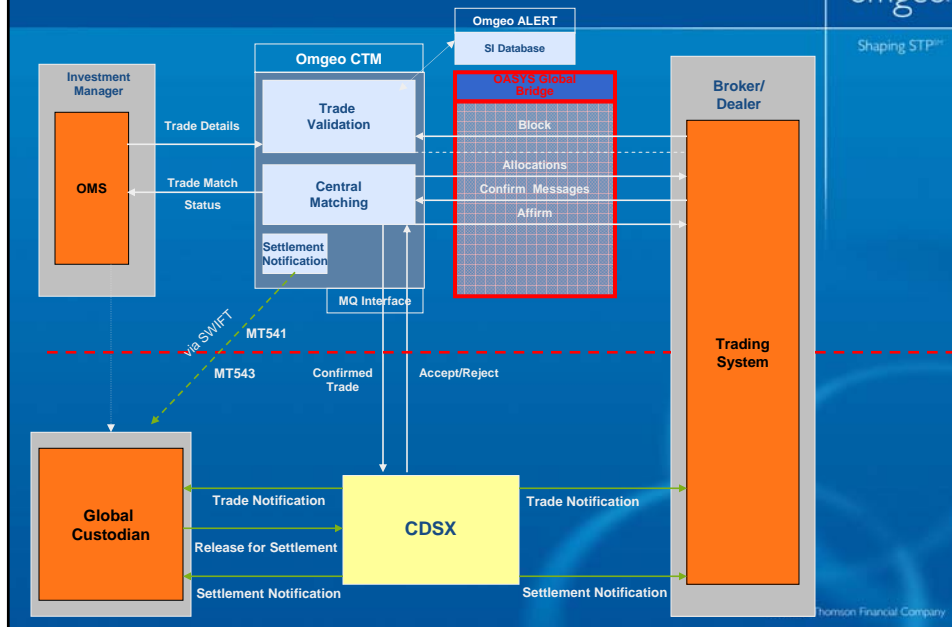 Omgeo ALERT
SI Database
Shaping STP℠
Investment
Manager
Omgeo CTM
OASYS Global
Bridge
Broker/
Dealer
Trade
Validation
Trade Details
Block
Allocations
OMS
Trade Match
Status
Central
Matching
Confirm Messages
Affirm
Settlement
Notification
MQ Interface
via SWIFT
MT541
MT543
Confirmed
Trade
Accept/Reject
Trading
System
Global
Custodian
Trade Notification
Release for Settlement
Settlement Notification
CDSX
Trade Notification
Settlement Notification
Thomson Financial Company